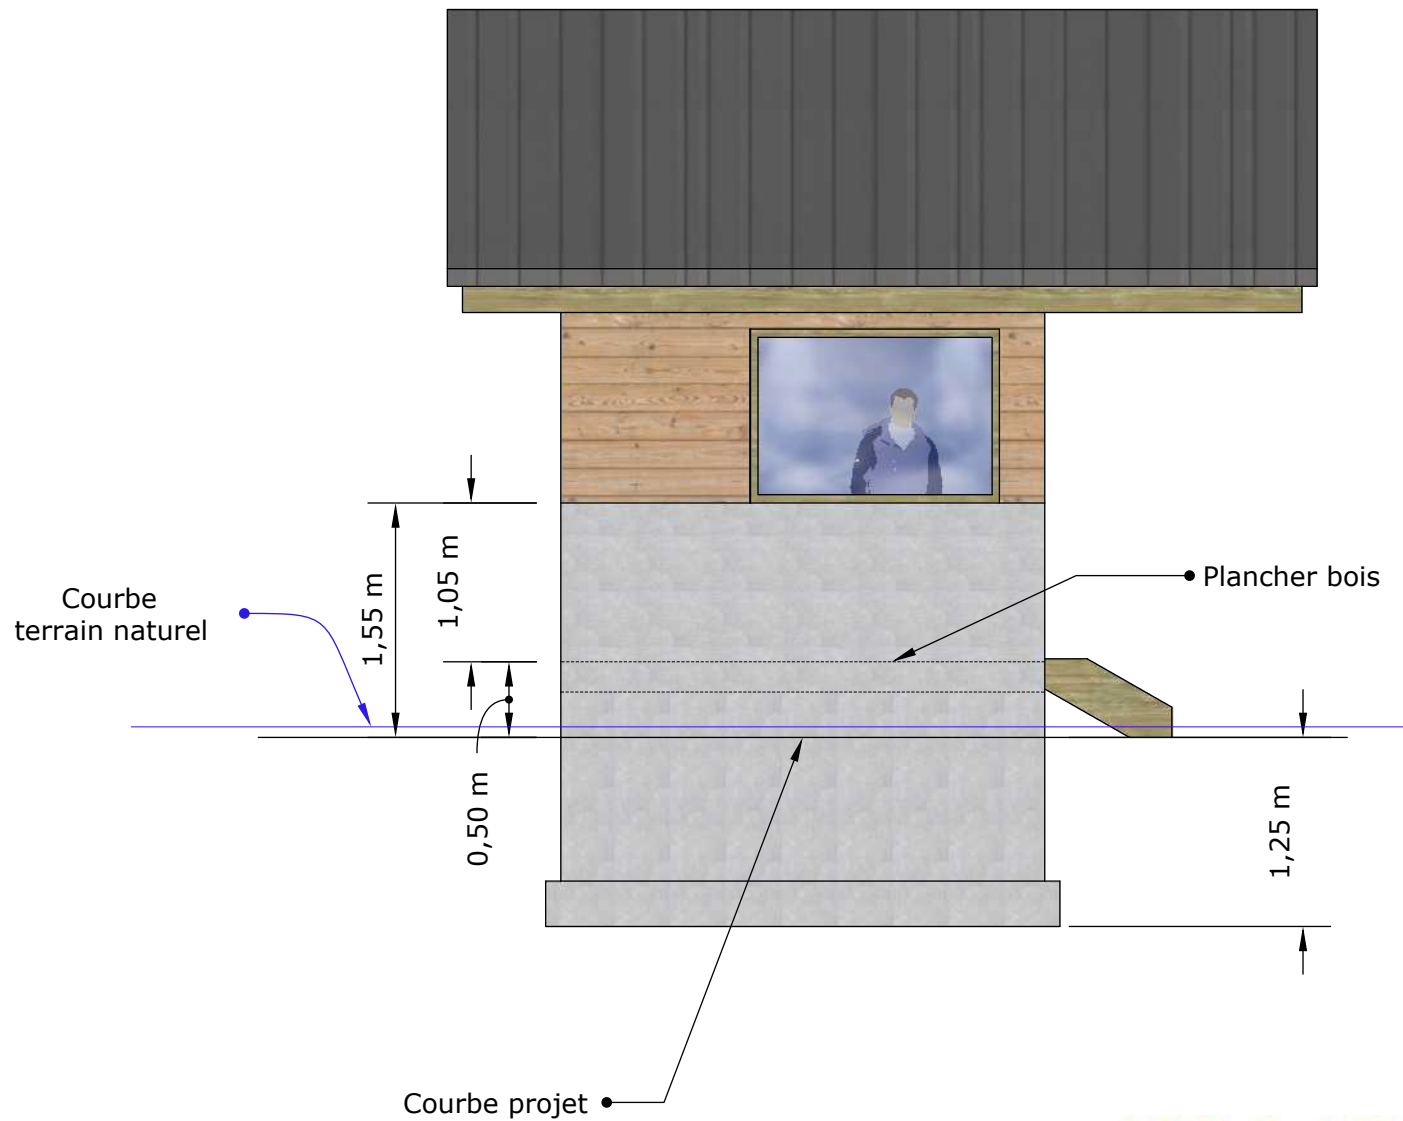 1,05 m
1,55 m
Plancher bois
Courbe
terrain naturel
0,50 m
1,25 m
Courbe projet